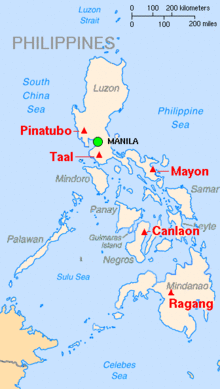 Luzon
Strait
0 100 200 kilometers
0 100 200 miles
PHILIPPINES
Luzon
South
China
Sea
Philippine
Sea
Pinatubo
MANILA
Taal
Mindoro
Mayon
Samar
Panay
Leyte
Guimaras
Island
Canlaon
Palawan
Negros
Sulu Sea
Mindanao
Ragang
Celebes
Sea